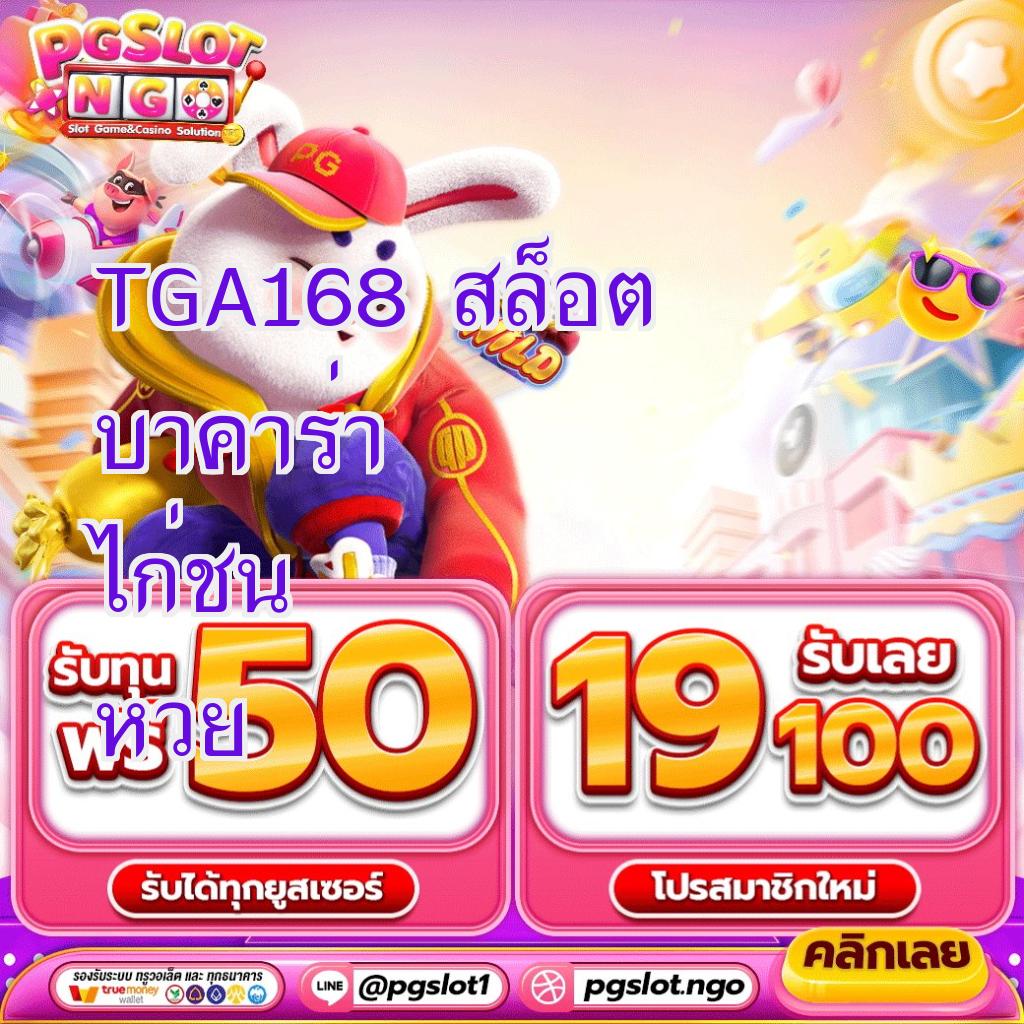 PGSLOT
NGO
Slot Game&Casino Solution
PG
TGA168 สล็อต
WILD
บาคาร่า
ไก่ชน
รับทุน
ฟรี 50
หวย
19 รับเลย
100
รับได้ทุกยูสเซอร์
โปรสมาชิกใหม่
คลิกเลย
รองรับระบบ ทรูวอเล็ต และ ทุกธนาคาร
truemoney
wallet
LINE @pgslot1
pgslot.ngo